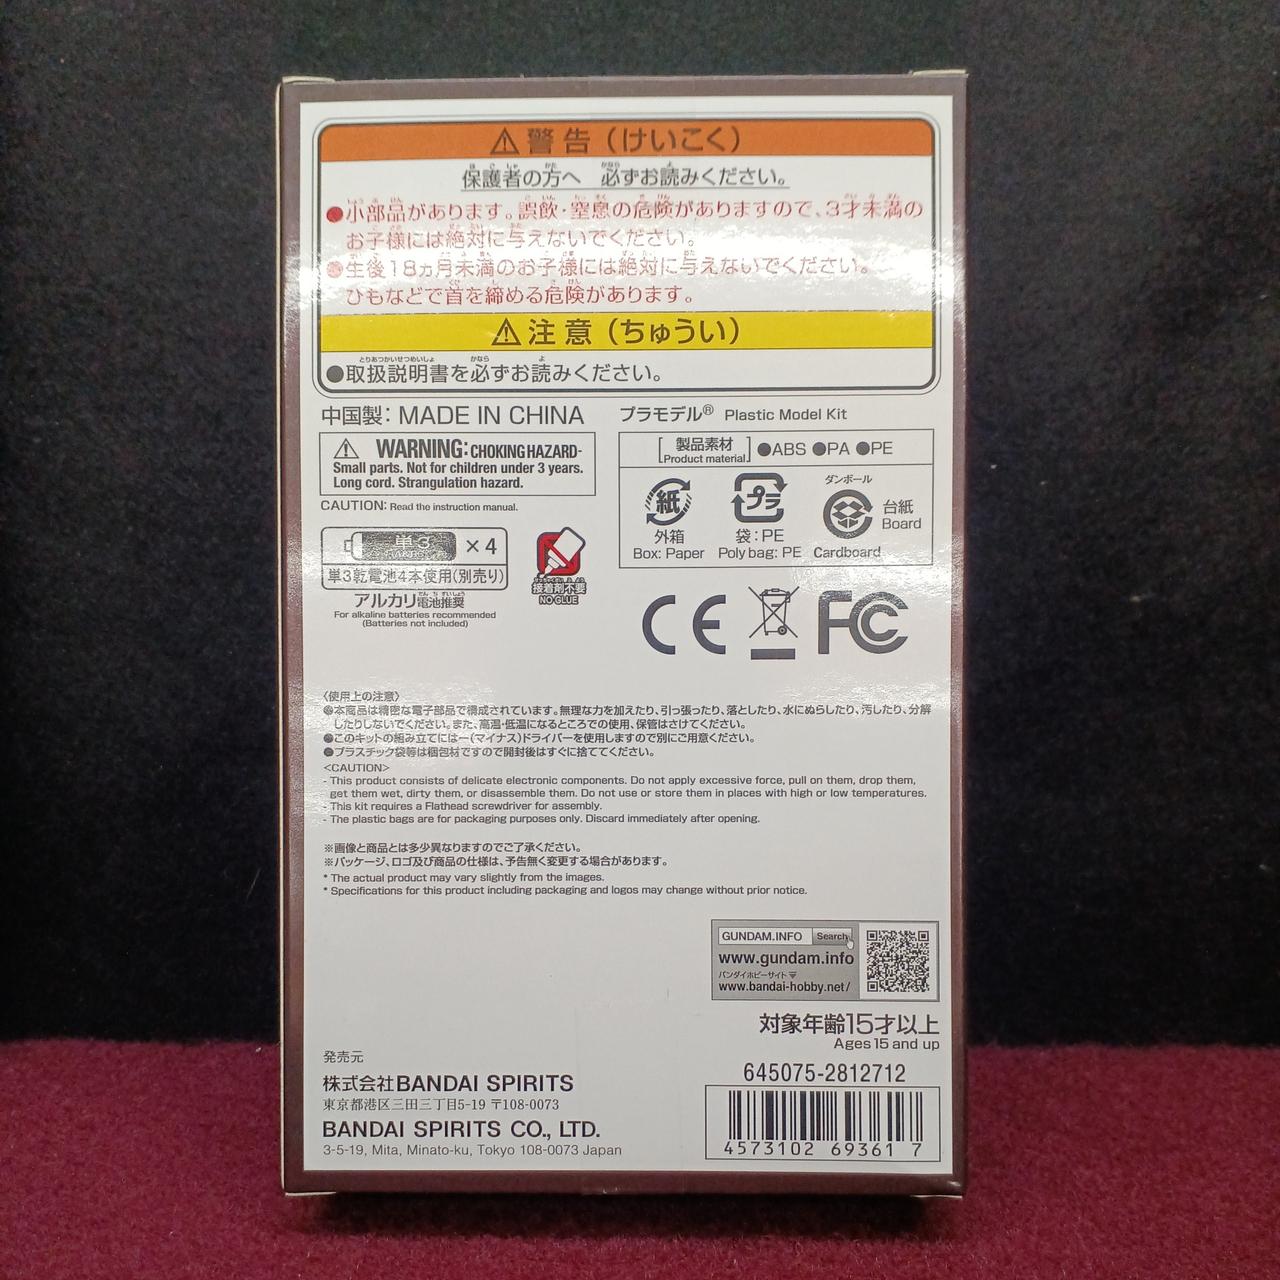 ⚠警告(けいこく)
保護者の方へ 必ずお読みください。
●小部品があります。誤飲・窒息の危険がありますので、3才未満の
お子様には絶対に与えないでください。
●生後18ヵ月未満のお子様には絶対に与えないでください。
ひもなどで首を締める危険があります。
⚠注意(ちゅうい)
●取扱説明書を必ずお読みください。
中国製:MADE IN CHINA
⚠ WARNING: CHOKING HAZARD-
Small parts. Not for children under 3 years.
Long cord. Strangulation hazard.
CAUTION: Read the instruction manual.
単3 ×4
単3乾電池4本使用(別売り)
アルカリ電池推奨
For alkaline batteries recommended
(Batteries not included)
接着剤不要
NO GLUE
プラモデル® Plastic Model Kit
製品素材 ●ABS ●PA ●PE
[Product material]
紙 プラ ダンボール
外箱 袋:PE 台紙
Box: Paper Poly bag: PE Cardboard Board
CE FC
〈使用上の注意〉
●本商品は精密な電子部品で構成されています。無理な力を加えたり、引っ張ったり、落としたり、水にぬらしたり、汚したり、分解
したりしないでください。また、高温・低温になるところでの使用、保管はさけてください。
●このキットの組み立てには−(マイナス)ドライバーを使用しますので別にご用意ください。
●プラスチック袋等は梱包材ですので開封後はすぐに捨ててください。
<CAUTION>
- This product consists of delicate electronic components. Do not apply excessive force, pull on them, drop them,
get them wet, dirty them, or disassemble them. Do not use or store them in places with high or low temperatures.
- This kit requires a Flathead screwdriver for assembly.
- The plastic bags are for packaging purposes only. Discard immediately after opening.
※画像と商品とは多少異なりますのでご了承ください。
※パッケージ、ロゴ及び商品の仕様は、予告無く変更する場合があります。
* The actual product may vary slightly from the images.
* Specifications for this product including packaging and logos may change without prior notice.
GUNDAM.INFO Search
www.gundam.info
バンダイホビーサイト▼
www.bandai-hobby.net/
対象年齢15才以上
Ages 15 and up
発売元
株式会社BANDAI SPIRITS
東京都港区三田三丁目5-19 〒108-0073
BANDAI SPIRITS CO., LTD.
3-5-19, Mita, Minato-ku, Tokyo 108-0073 Japan
645075-2812712
4573102 69361 7